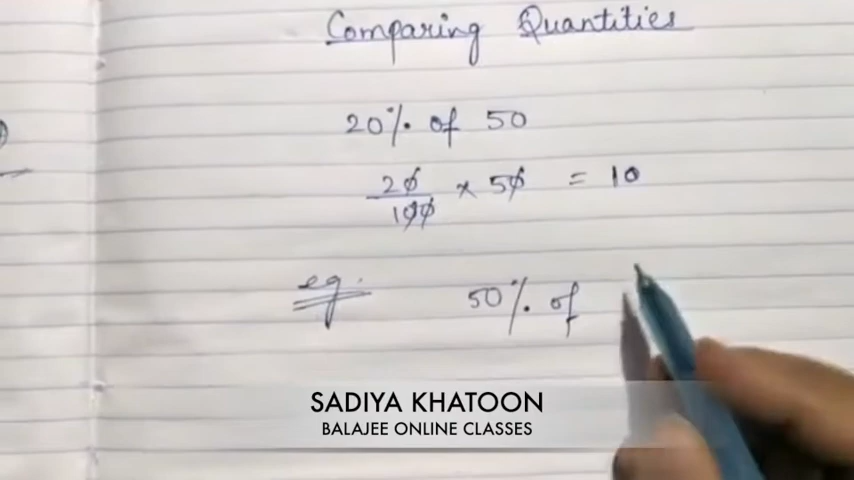 Comparing Quantities
20% of 50
20/100 × 50 = 10
eg. 50% of
SADIYA KHATOON
BALAJEE ONLINE CLASSES